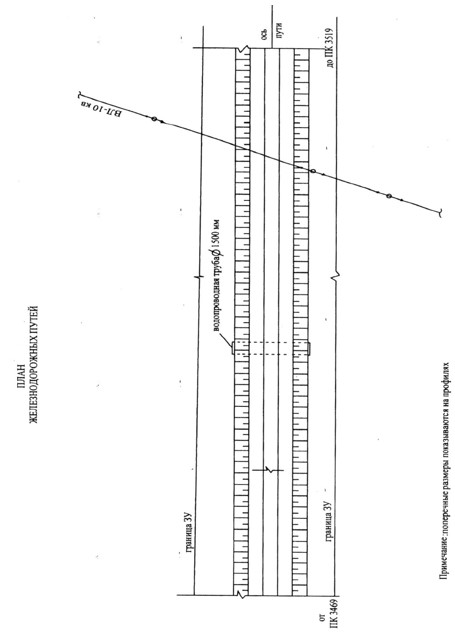 ПЛАН
ЖЕЛЕЗНОДОРОЖНЫХ ПУТЕЙ
ВЛ-10 кв
ось
пути
до ПК 3519
водопроводная труба ∅ 1500 мм
граница ЗУ
граница ЗУ
от
ПК 3469
Примечание :поперечные размеры показываются на профилях